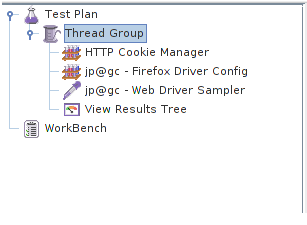 Test Plan
Thread Group
HTTP Cookie Manager
jp@gc - Firefox Driver Config
jp@gc - Web Driver Sampler
View Results Tree
WorkBench